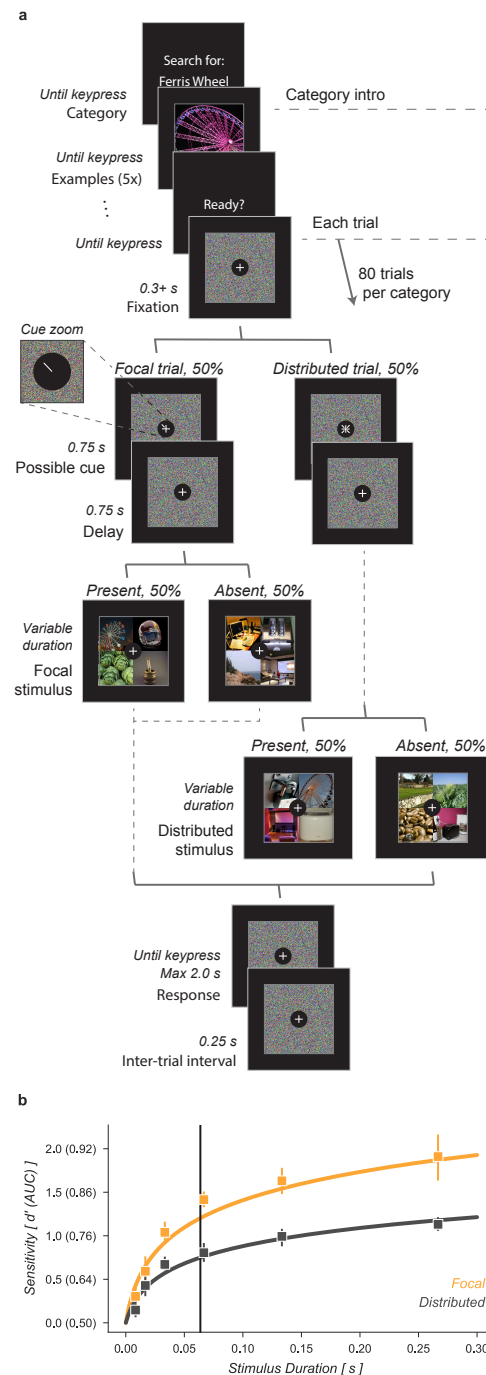 a
Search for:
Ferris Wheel
Until keypress
Category
Category intro
Until keypress
Examples (5x)
Ready?
Each trial
Until keypress
80 trials
per category
0.3+ s
Fixation
Cue zoom
Focal trial, 50%
Distributed trial, 50%
0.75 s
Possible cue
0.75 s
Delay
Present, 50%
Absent, 50%
Variable
duration
Focal
stimulus
Present, 50%
Absent, 50%
Variable
duration
Distributed
stimulus
Until keypress
Max 2.0 s
Response
0.25 s
Inter-trial interval
b
Sensitivity [ d' (AUC) ]
2.0 (0.92)
1.5 (0.86)
1.0 (0.76)
0.5 (0.64)
0.0 (0.50)
Focal
Distributed
0.00 0.05 0.10 0.15 0.20 0.25 0.30
Stimulus Duration [ s ]